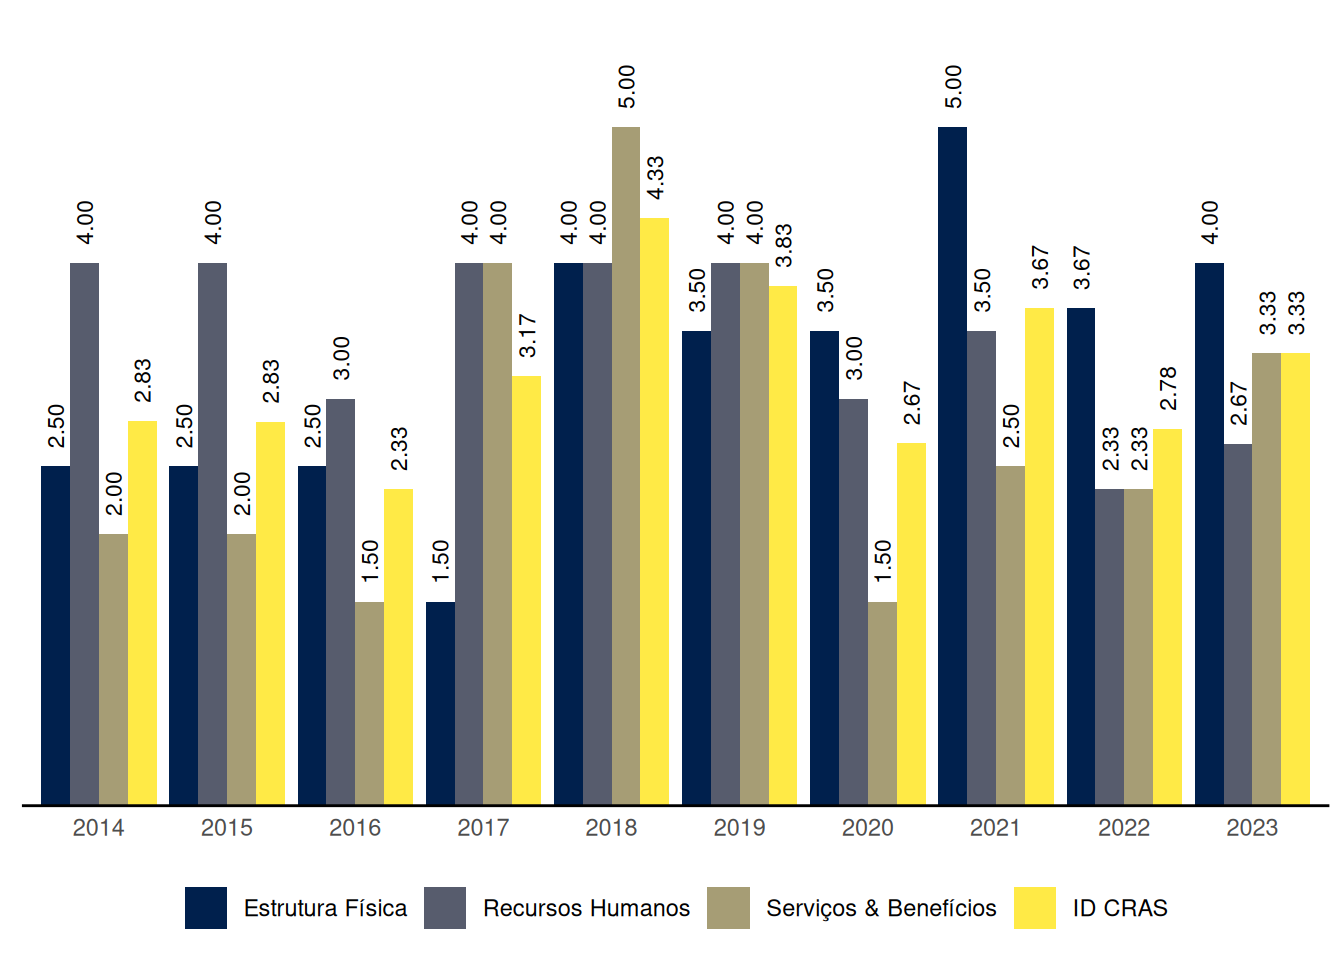 2.50 4.00 2.00 2.83
2.50 4.00 2.00 2.83
2.50 3.00 1.50 2.33
1.50 4.00 4.00 3.17
4.00 4.00 5.00 4.33
3.50 4.00 4.00 3.83
3.50 3.00 1.50 2.67
5.00 3.50 2.50 3.67
3.67 2.33 2.33 2.78
4.00 2.67 3.33 3.33
2014 2015 2016 2017 2018 2019 2020 2021 2022 2023
Estrutura Física Recursos Humanos Serviços & Benefícios ID CRAS